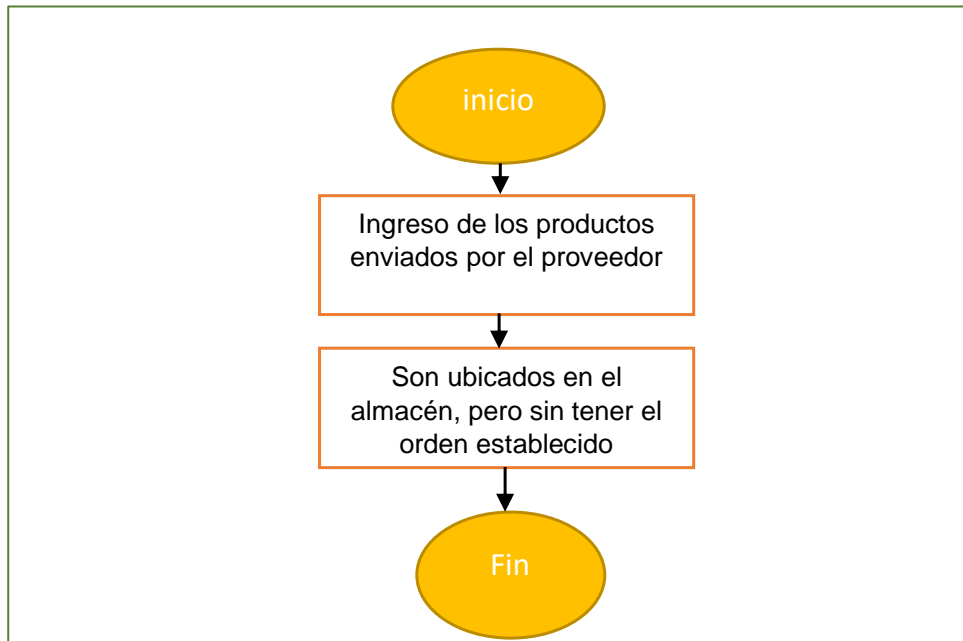 inicio
Ingreso de los productos
enviados por el proveedor
Son ubicados en el
almacén, pero sin tener el
orden establecido
Fin